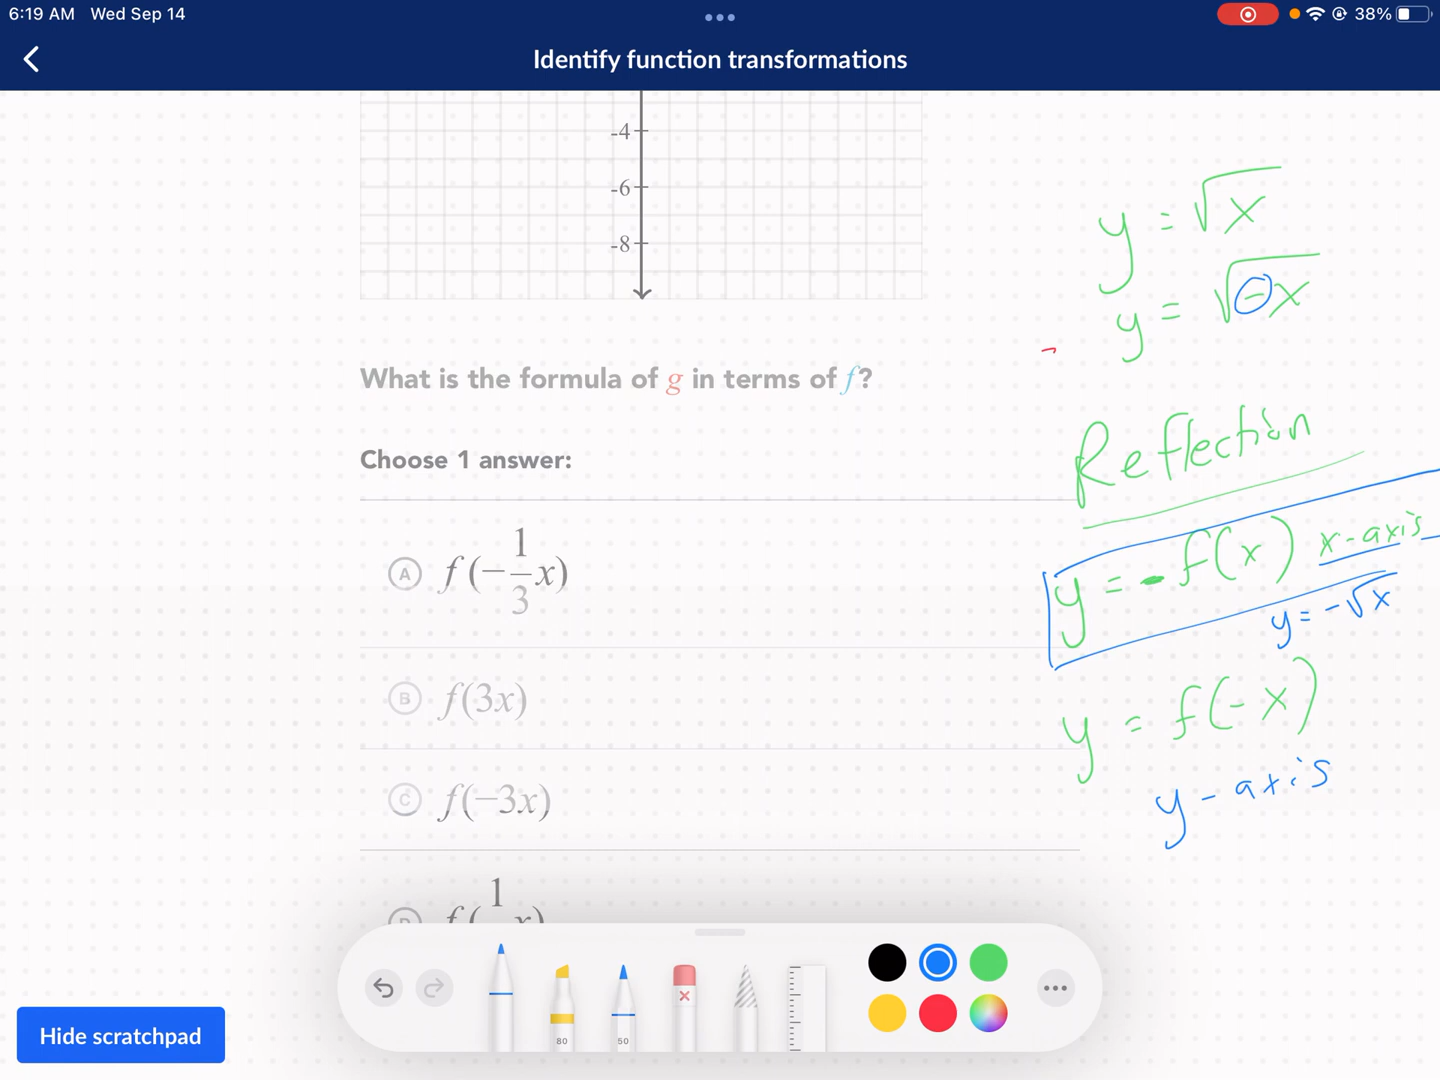 6:19 AM Wed Sep 14
38%
Identify function transformations
-4
-6
-8
y = √x
y = √-x
What is the formula of g in terms of f?
Choose 1 answer:
Reflection
A f(-1/3x)
y = -f(x) x-axis
y = -√x
B f(3x)
y = f(-x)
C f(-3x)
y-axis
80
50
Hide scratchpad